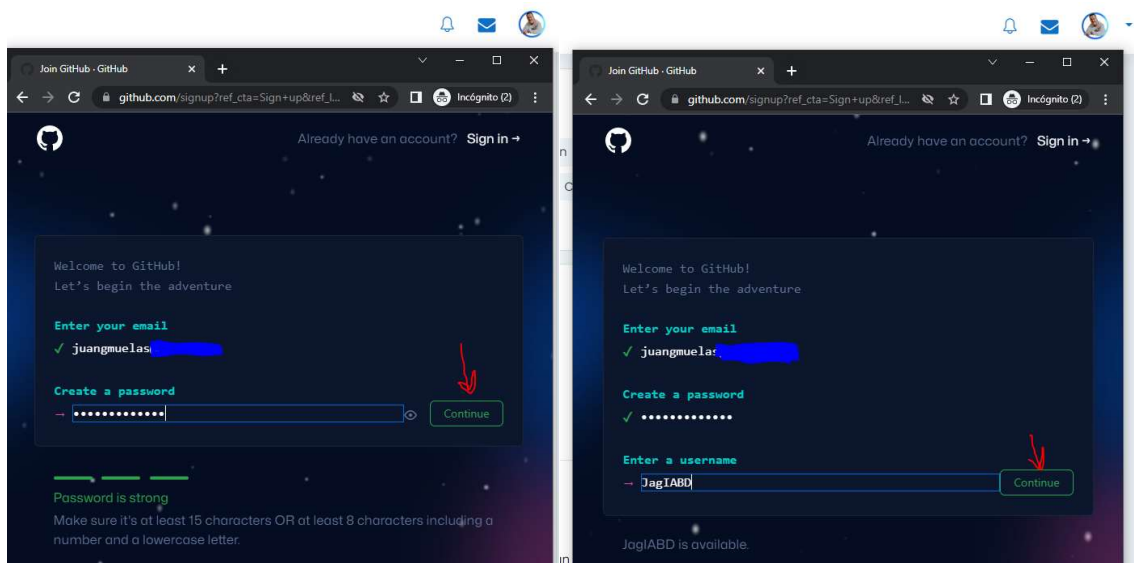 Join GitHub · GitHub
github.com/signup?ref_cta=Sign+up&ref_l...
Incógnito (2)
Already have an account? Sign in →
Welcome to GitHub!
Let's begin the adventure
Enter your email
✓ juangmuelas
Create a password
→ •••••••••••••
Continue
Password is strong
Make sure it's at least 15 characters OR at least 8 characters including a
number and a lowercase letter.
Join GitHub · GitHub
github.com/signup?ref_cta=Sign+up&ref_l...
Incógnito (2)
Already have an account? Sign in →
Welcome to GitHub!
Let's begin the adventure
Enter your email
✓ juangmuelas
Create a password
✓ •••••••••••••
Enter a username
→ JagIABD
Continue
JagIABD is available.